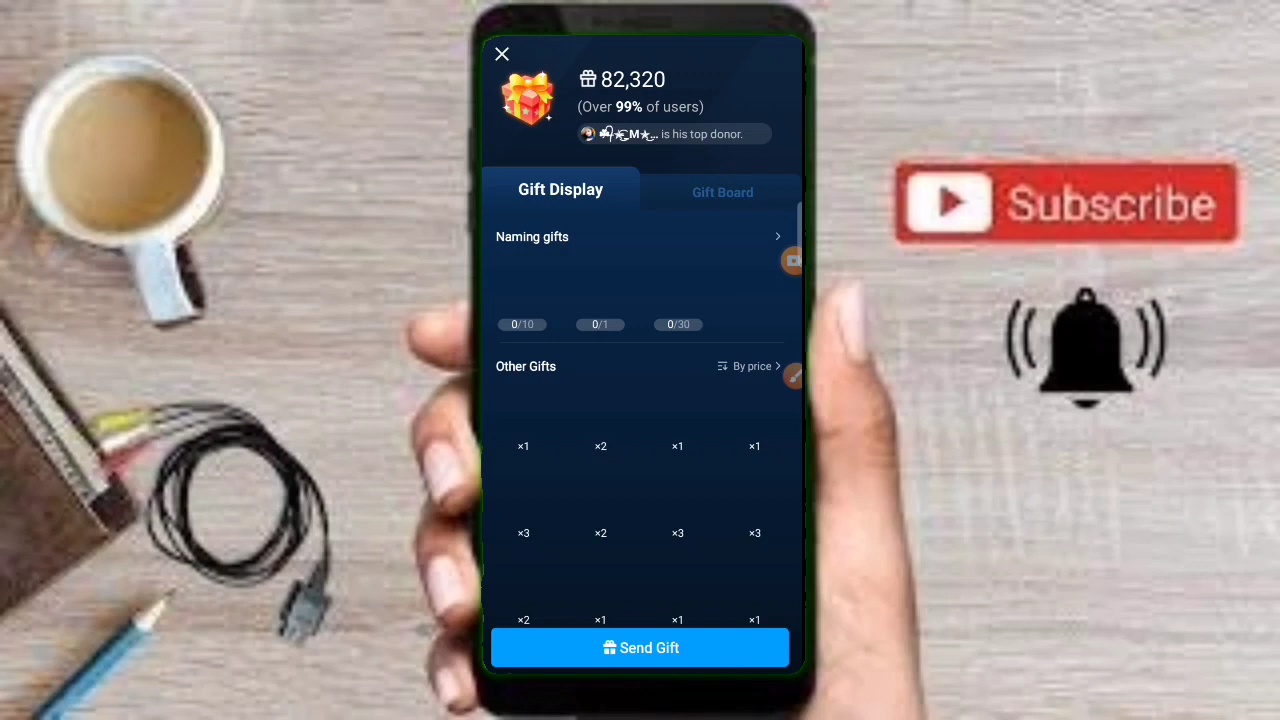 82,320
(Over 99% of users)
M★... is his top donor.
Gift Display
Gift Board
Naming gifts
0/10
0/1
0/30
Other Gifts
By price
×1
×2
×1
×1
×3
×2
×3
×3
×2
×1
×1
×1
Send Gift
Subscribe